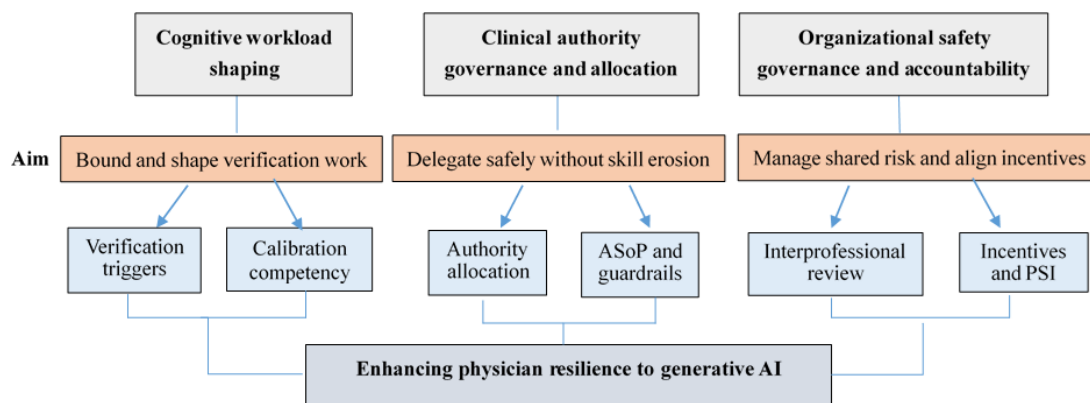 Cognitive workload
shaping
Clinical authority
governance and allocation
Organizational safety
governance and accountability
Aim
Bound and shape verification work
Delegate safely without skill erosion
Manage shared risk and align incentives
Verification
triggers
Calibration
competency
Authority
allocation
ASoP and
guardrails
Interprofessional
review
Incentives
and PSI
Enhancing physician resilience to generative AI